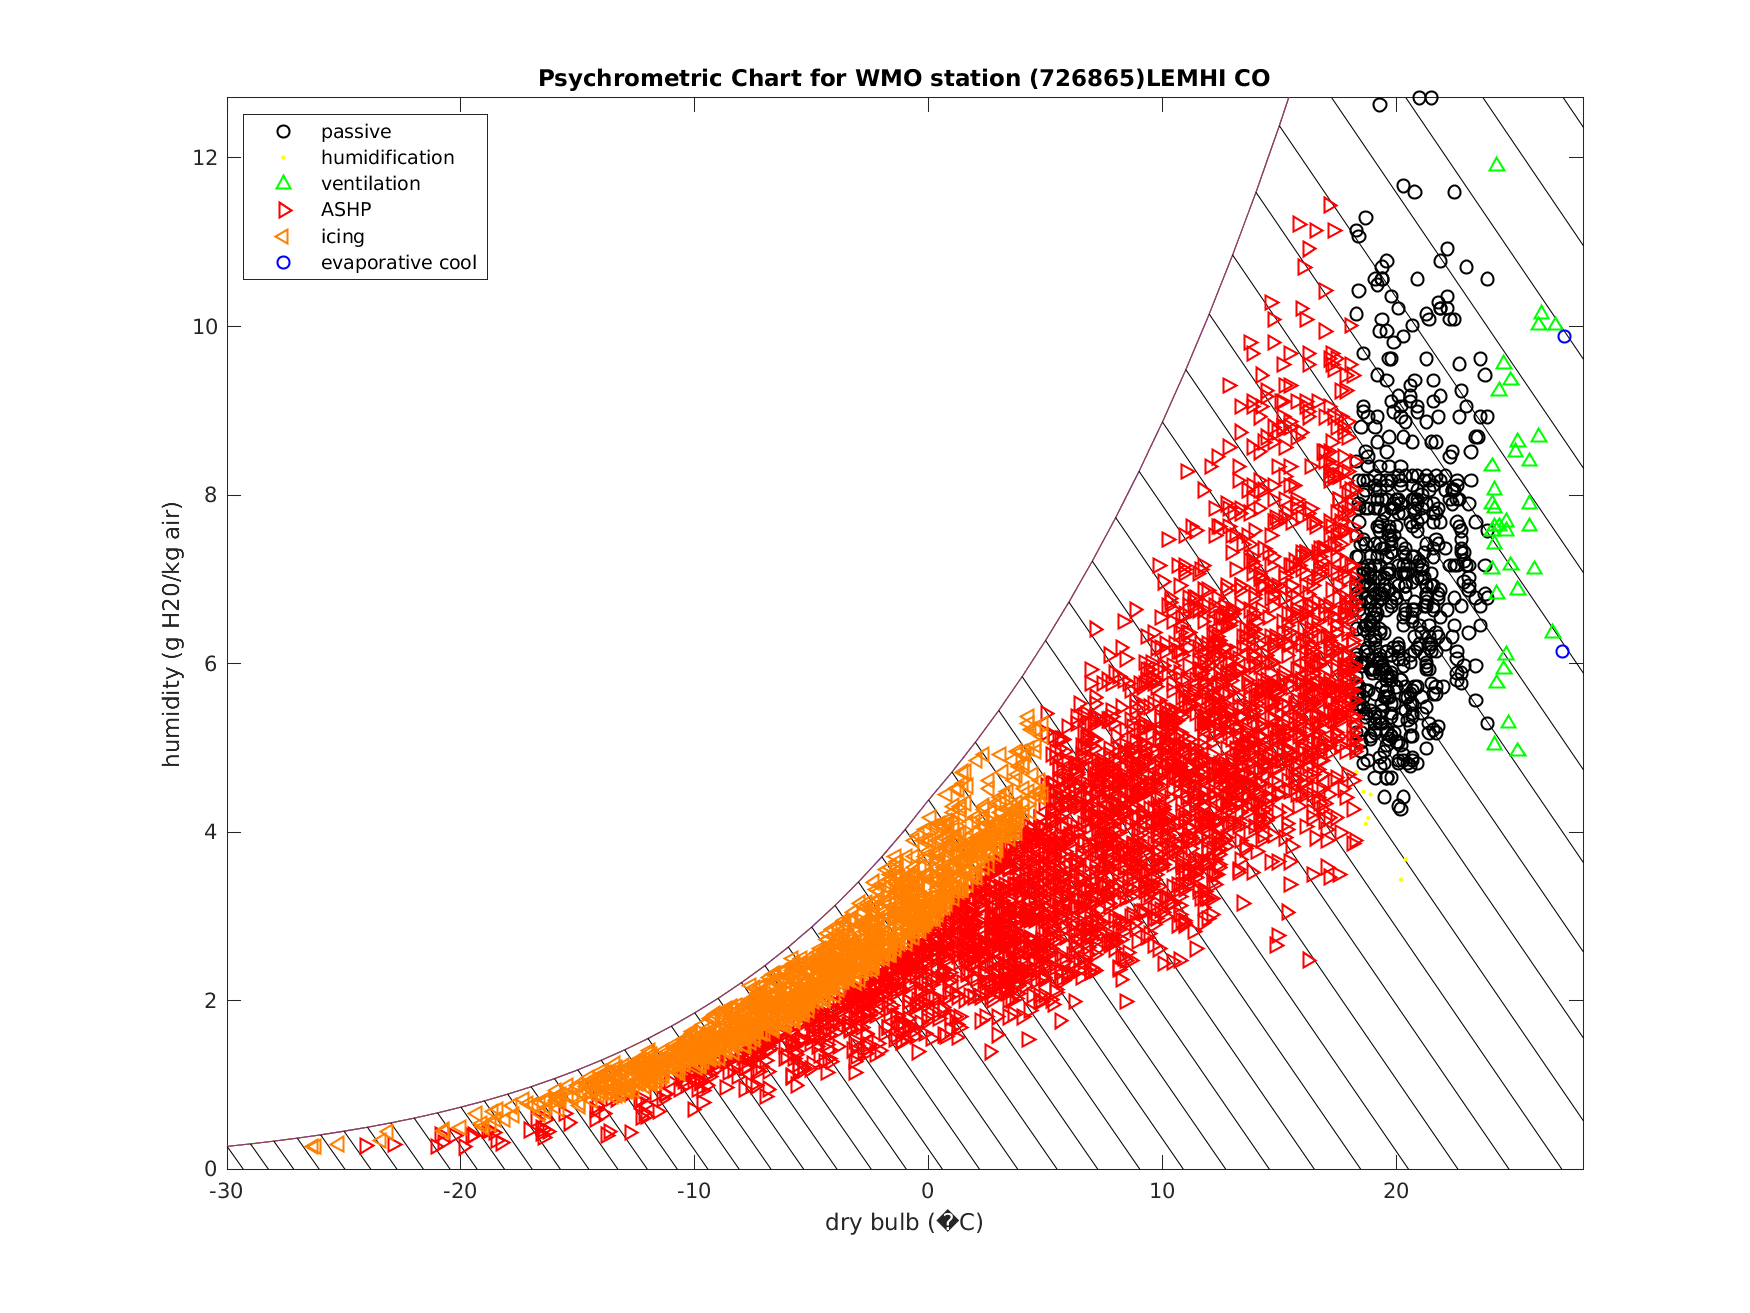 Psychrometric Chart for WMO station (726865)LEMHI CO
passive
humidification
ventilation
ASHP
icing
evaporative cool
12
10
8
6
4
2
0
humidity (g H20/kg air)
-30
-20
-10
0
10
20
dry bulb (�C)